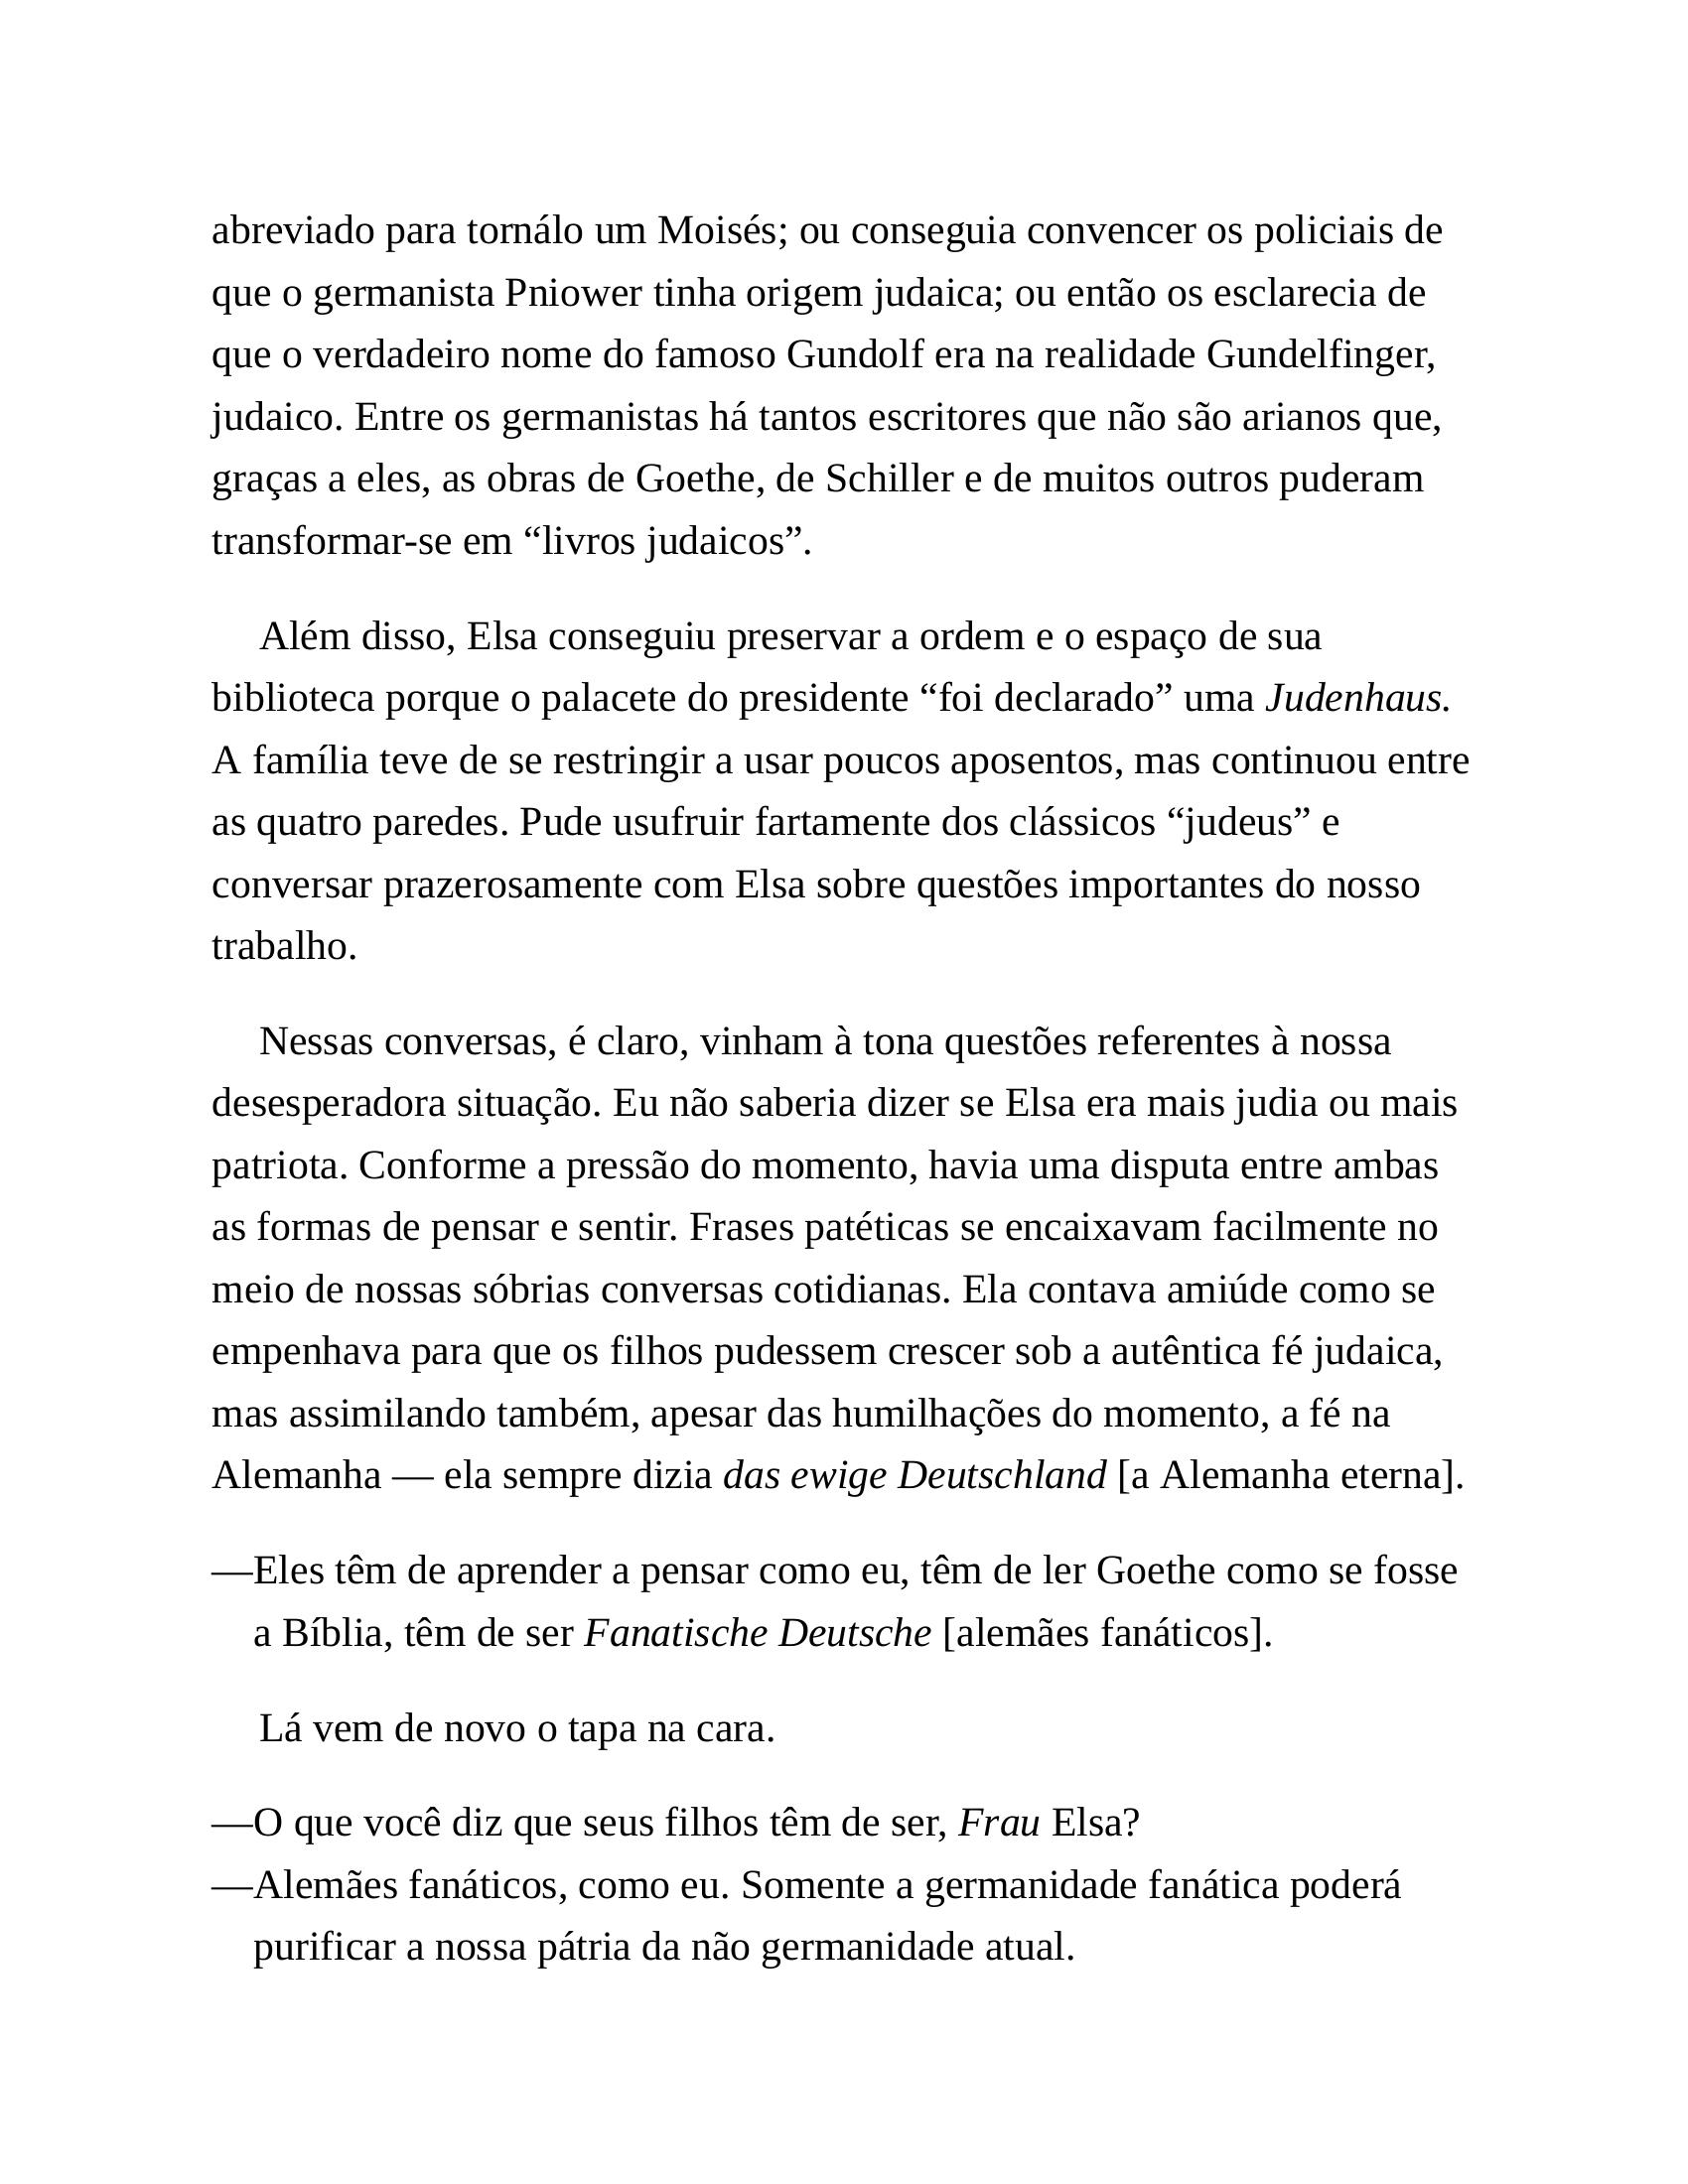 abreviado para tornálo um Moisés; ou conseguia convencer os policiais de
que o germanista Pniower tinha origem judaica; ou então os esclarecia de
que o verdadeiro nome do famoso Gundolf era na realidade Gundelfinger,
judaico. Entre os germanistas há tantos escritores que não são arianos que,
graças a eles, as obras de Goethe, de Schiller e de muitos outros puderam
transformar-se em “livros judaicos”.
Além disso, Elsa conseguiu preservar a ordem e o espaço de sua
biblioteca porque o palacete do presidente “foi declarado” uma Judenhaus.
A família teve de se restringir a usar poucos aposentos, mas continuou entre
as quatro paredes. Pude usufruir fartamente dos clássicos “judeus” e
conversar prazerosamente com Elsa sobre questões importantes do nosso
trabalho.
Nessas conversas, é claro, vinham à tona questões referentes à nossa
desesperadora situação. Eu não saberia dizer se Elsa era mais judia ou mais
patriota. Conforme a pressão do momento, havia uma disputa entre ambas
as formas de pensar e sentir. Frases patéticas se encaixavam facilmente no
meio de nossas sóbrias conversas cotidianas. Ela contava amiúde como se
empenhava para que os filhos pudessem crescer sob a autêntica fé judaica,
mas assimilando também, apesar das humilhações do momento, a fé na
Alemanha — ela sempre dizia das ewige Deutschland [a Alemanha eterna].
—Eles têm de aprender a pensar como eu, têm de ler Goethe como se fosse
a Bíblia, têm de ser Fanatische Deutsche [alemães fanáticos].
Lá vem de novo o tapa na cara.
—O que você diz que seus filhos têm de ser, Frau Elsa?
—Alemães fanáticos, como eu. Somente a germanidade fanática poderá
purificar a nossa pátria da não germanidade atual.